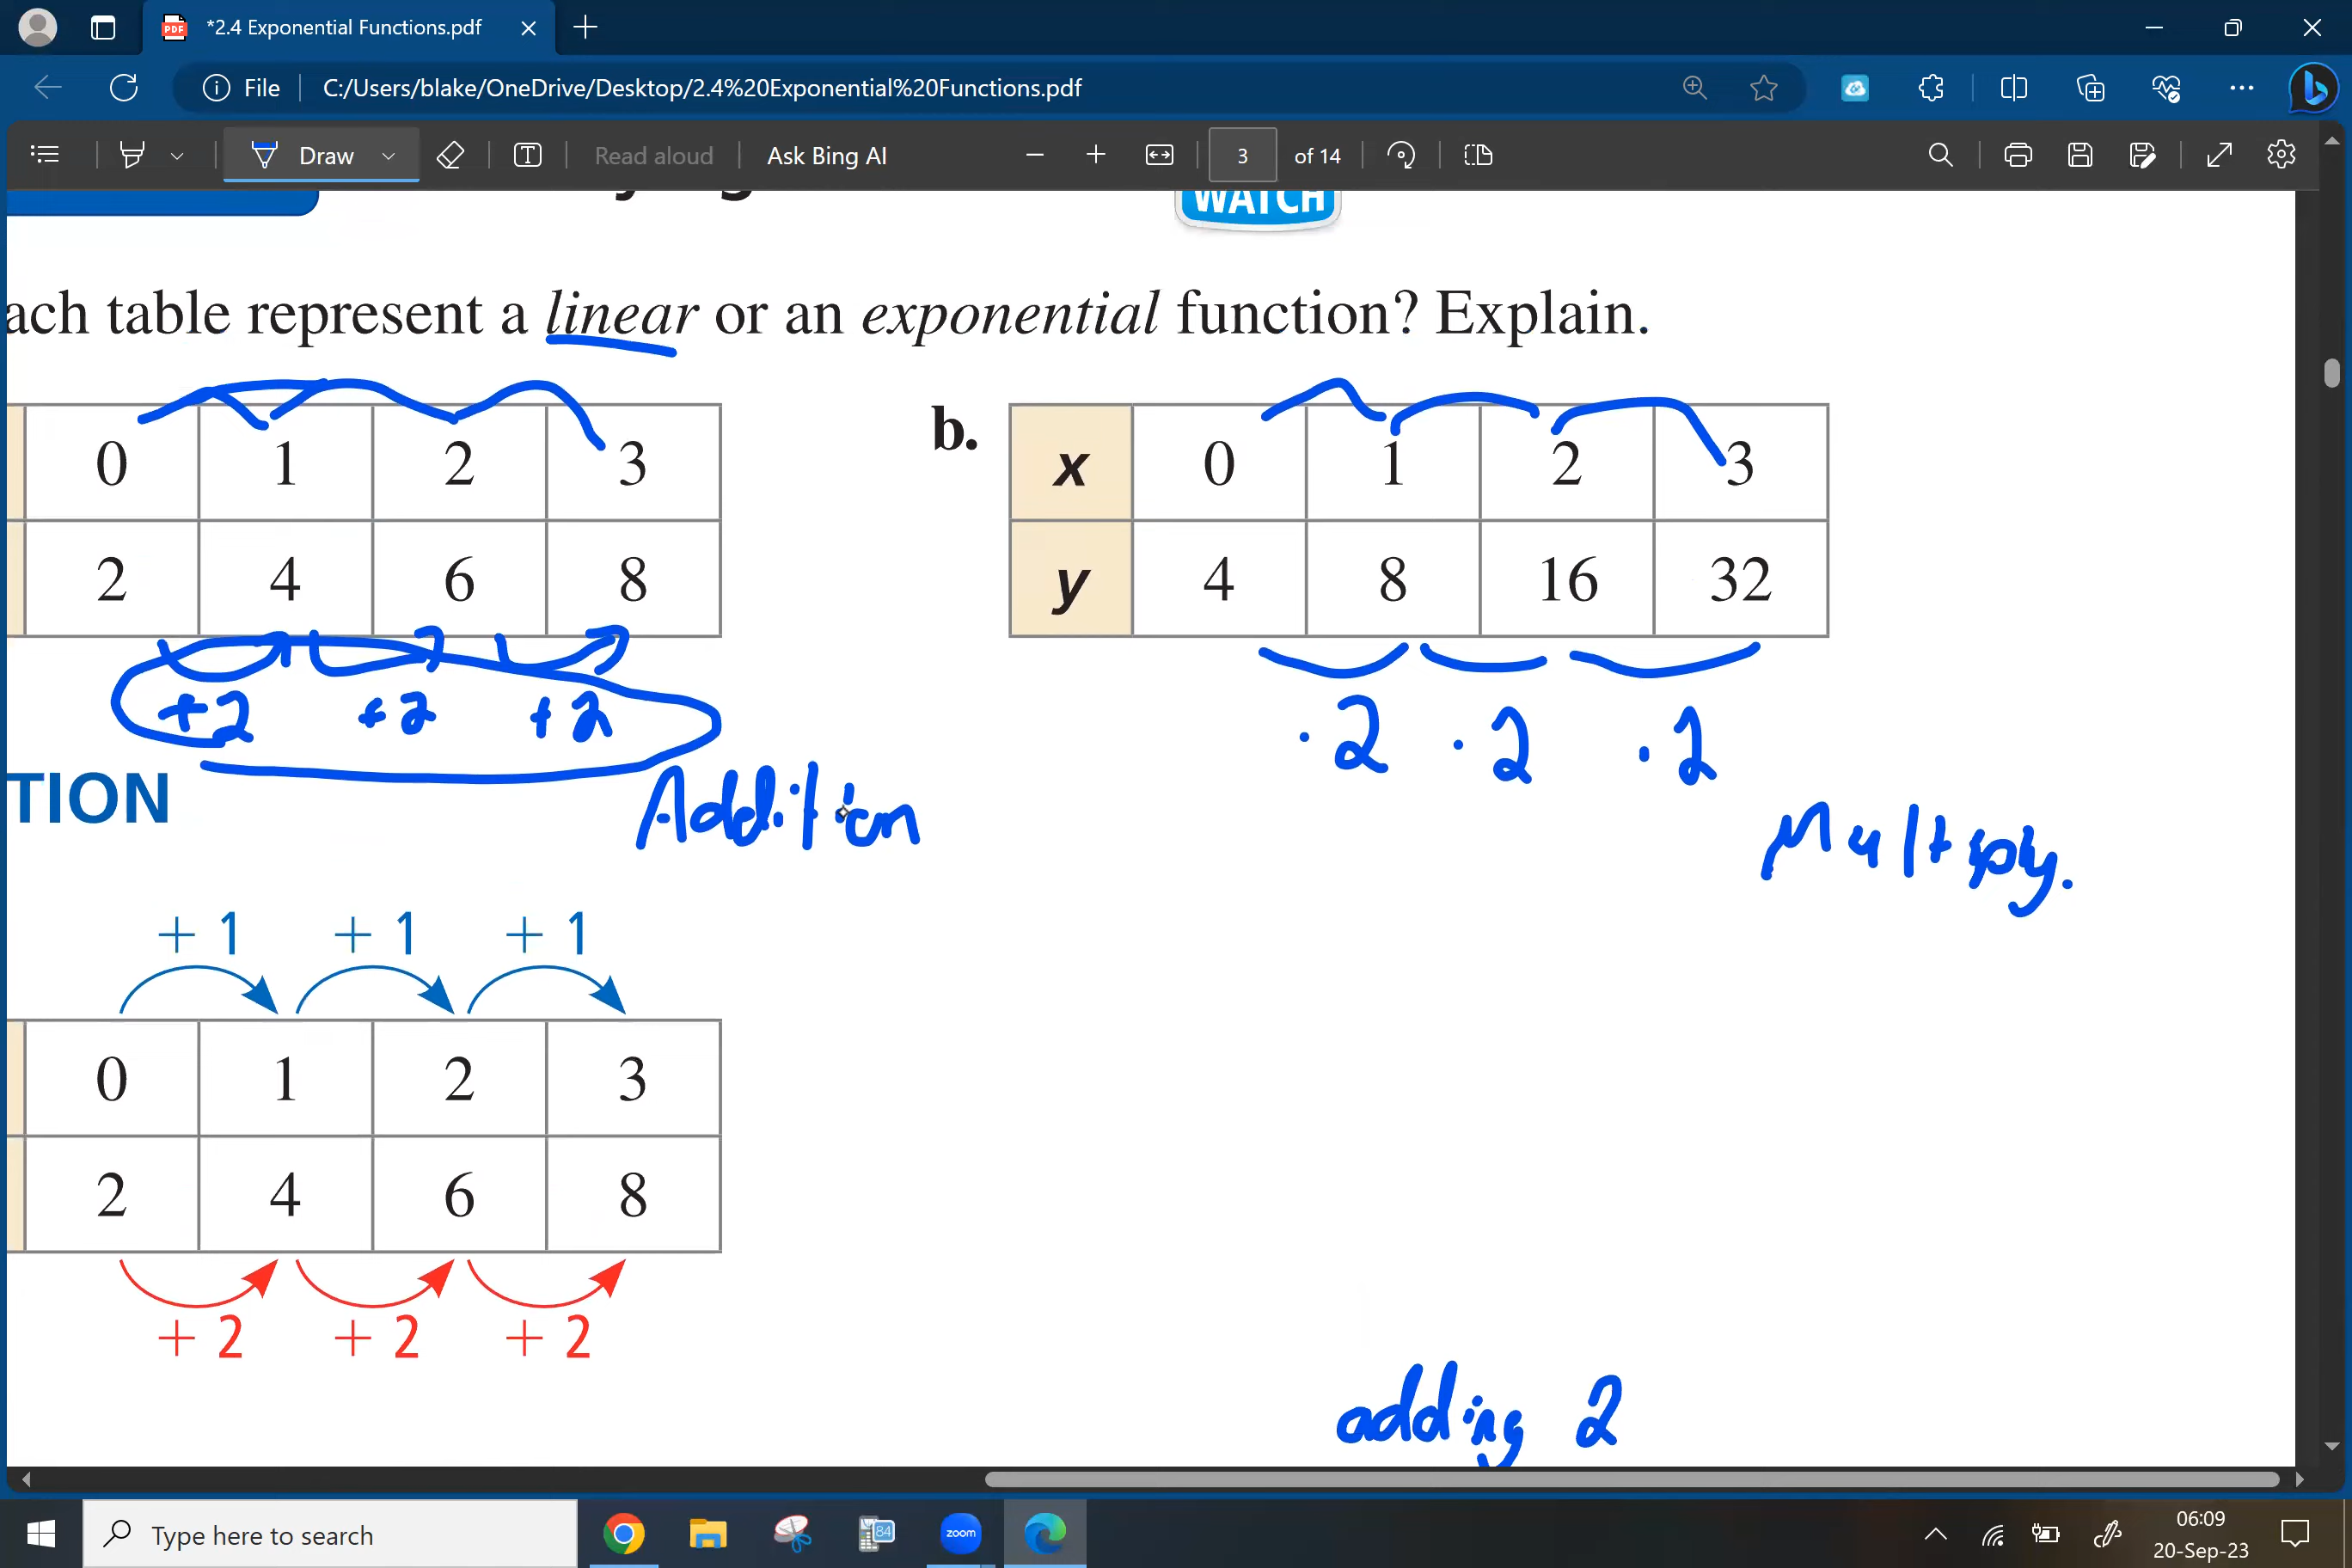 *2.4 Exponential Functions.pdf
File C:/Users/blake/OneDrive/Desktop/2.4%20Exponential%20Functions.pdf
Draw Read aloud Ask Bing AI 3 of 14
WATCH
ach table represent a linear or an exponential function? Explain.
0 1 2 3
2 4 6 8
+2 +2 +2
Addition
b.
x 0 1 2 3
y 4 8 16 32
·2 ·2 ·2
Multiply.
TION
+ 1 + 1 + 1
0 1 2 3
2 4 6 8
+ 2 + 2 + 2
adding 2
Type here to search
84
zoom
06:09
20-Sep-23